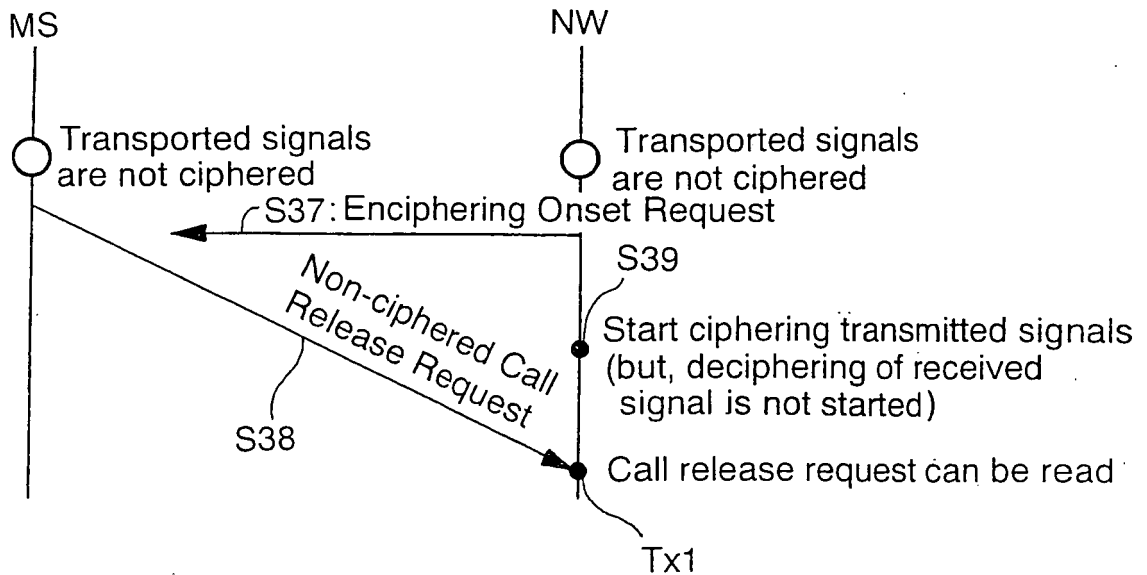 MS
NW
Transported signals
are not ciphered
Transported signals
are not ciphered
S37: Enciphering Onset Request
S39
Non-ciphered Call
Release Request
Start ciphering transmitted signals
(but, deciphering of received
signal is not started)
S38
Call release request can be read
Tx1